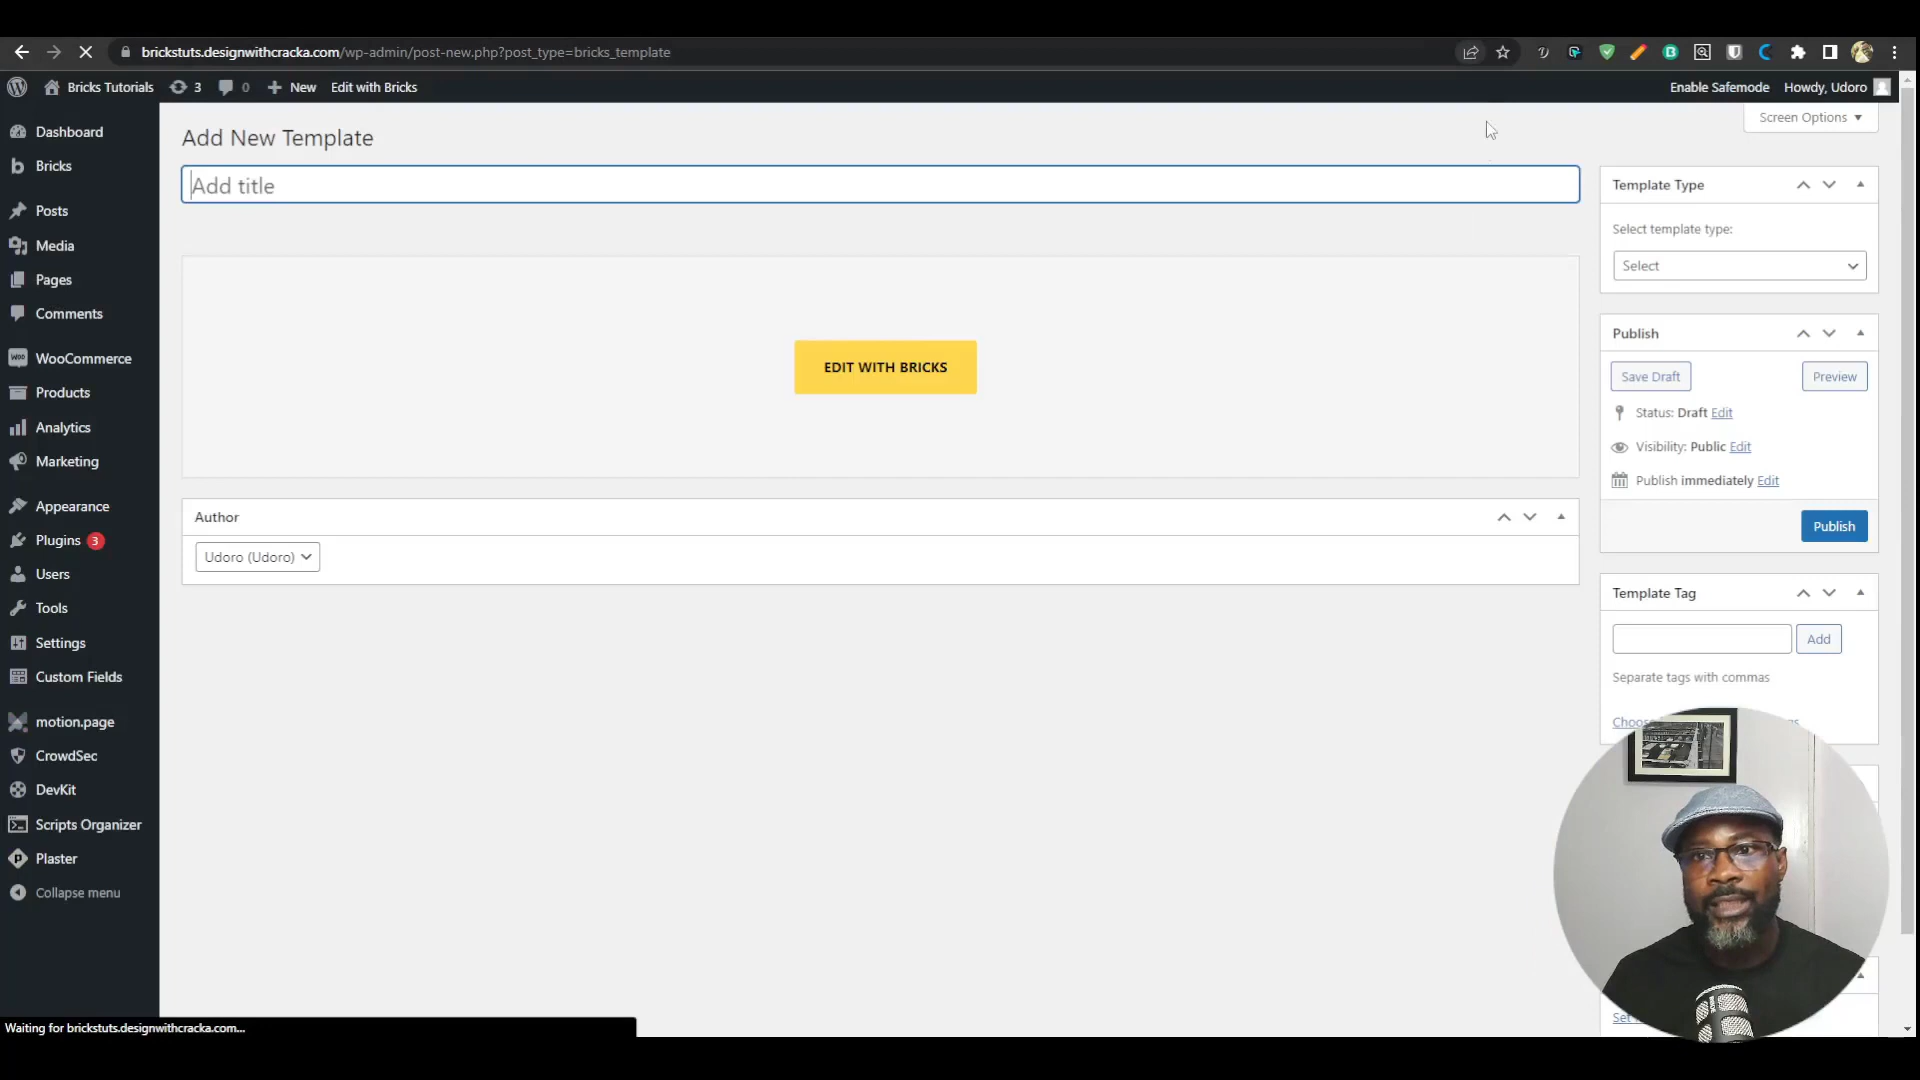 brickstuts.designwithcracka.com/wp-admin/post-new.php?post_type=bricks_template
Bricks Tutorials
3
0
New
Edit with Bricks
Enable Safemode
Howdy, Udoro
Screen Options
Dashboard
Bricks
Posts
Media
Pages
Comments
WooCommerce
Products
Analytics
Marketing
Appearance
Plugins 3
Users
Tools
Settings
Custom Fields
motion.page
CrowdSec
DevKit
Scripts Organizer
Plaster
Collapse menu
Add New Template
Add title
EDIT WITH BRICKS
Author
Udoro (Udoro)
Template Type
Select template type:
Select
Publish
Save Draft
Preview
Status: Draft Edit
Visibility: Public Edit
Publish immediately Edit
Publish
Template Tag
Add
Separate tags with commas
Set
Waiting for brickstuts.designwithcracka.com...